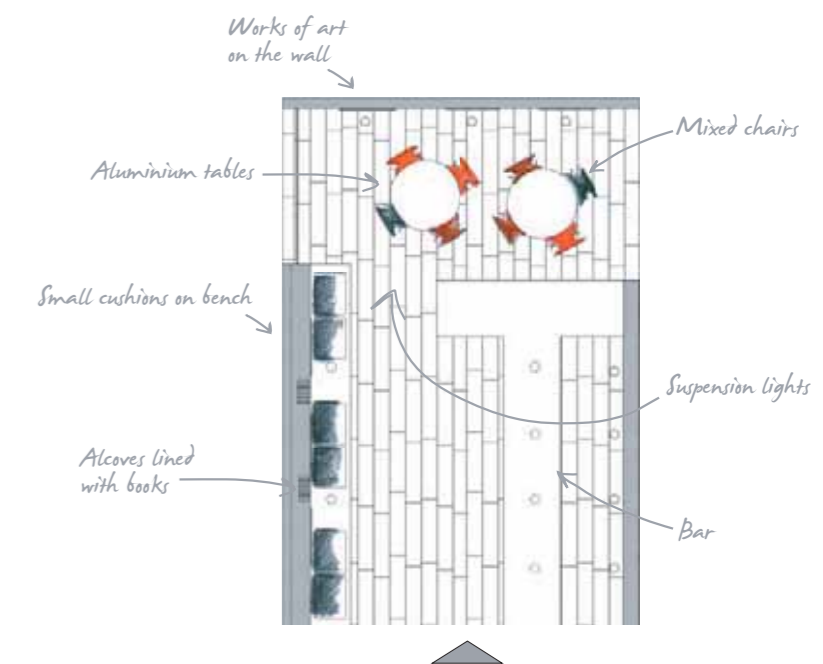 Works of art
on the wall
Mixed chairs
Aluminium tables
Small cushions on bench
Suspension lights
Alcoves lined
with books
Bar